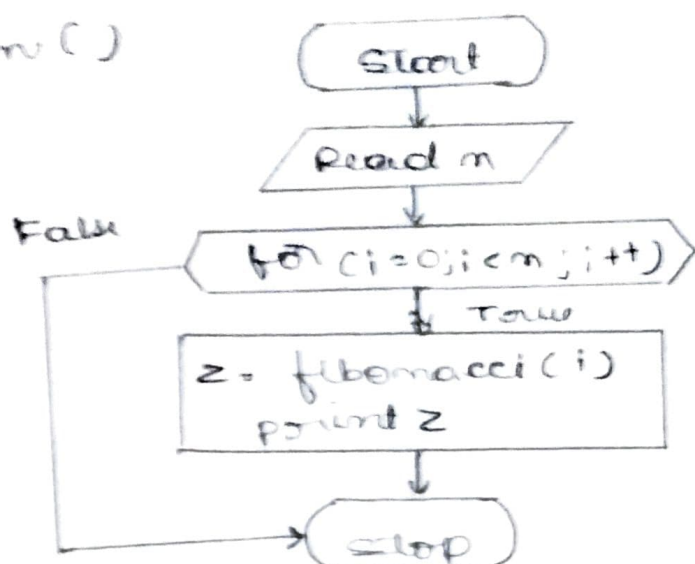 n()
Start
Read n
False
for (i=0; i<n; i++)
True
z = fibonacci(i)
print z
Stop